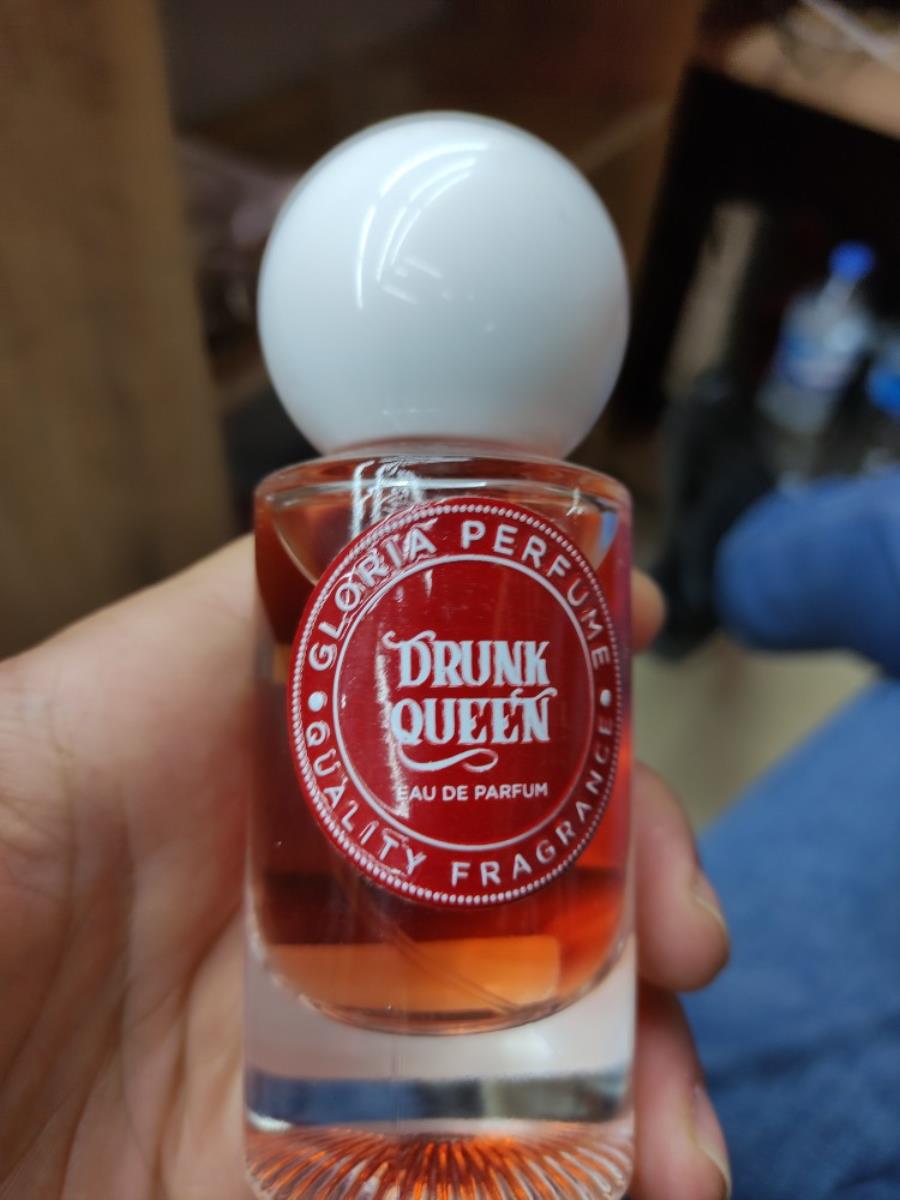 GLORIA PERFUME
DRUNK
QUEEN
EAU DE PARFUM
QUALITY FRAGRANCE